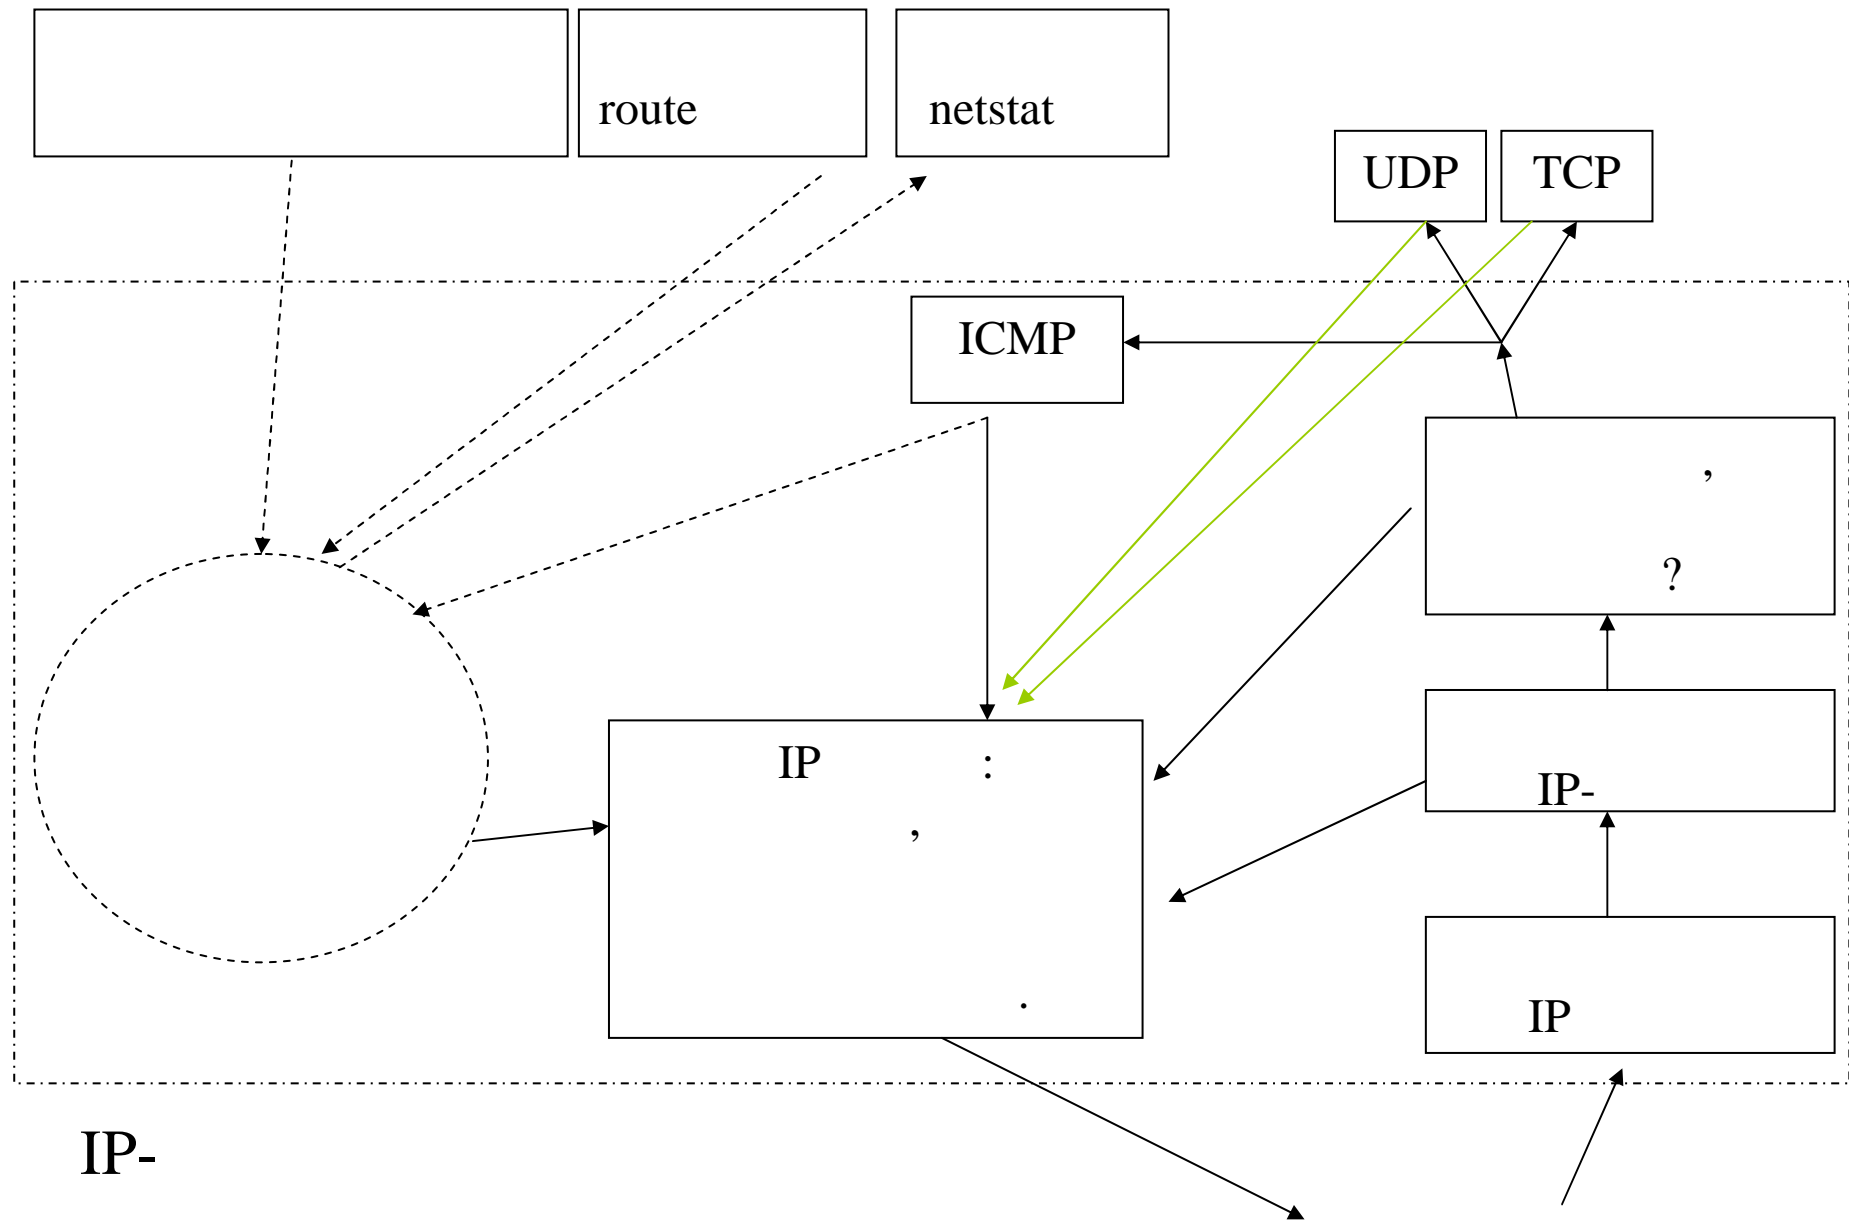 route
netstat
UDP
TCP
ICMP
,
?
IP :
,
.
IP-
IP
IP-